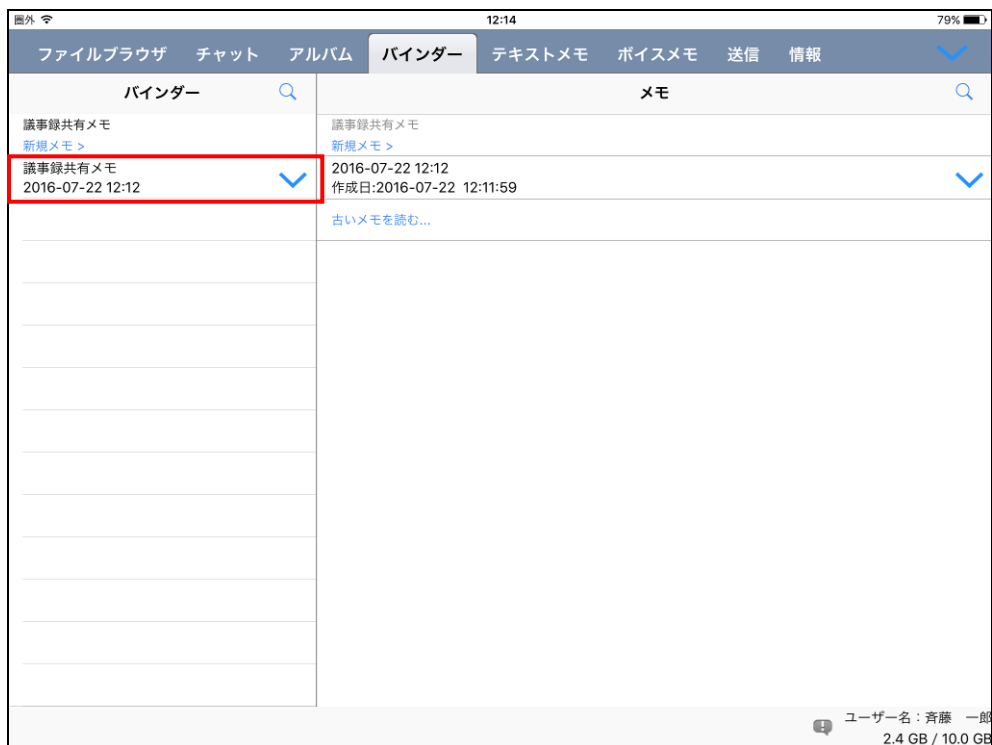 圏外 12:14 79%
ファイルブラウザ チャット アルバム バインダー テキストメモ ボイスメモ 送信 情報
バインダー
議事録共有メモ
新規メモ >
議事録共有メモ
2016-07-22 12:12
メモ
議事録共有メモ
新規メモ >
2016-07-22 12:12
作成日:2016-07-22 12:11:59
古いメモを読む...
ユーザー名：斉藤　一郎
2.4 GB / 10.0 GB